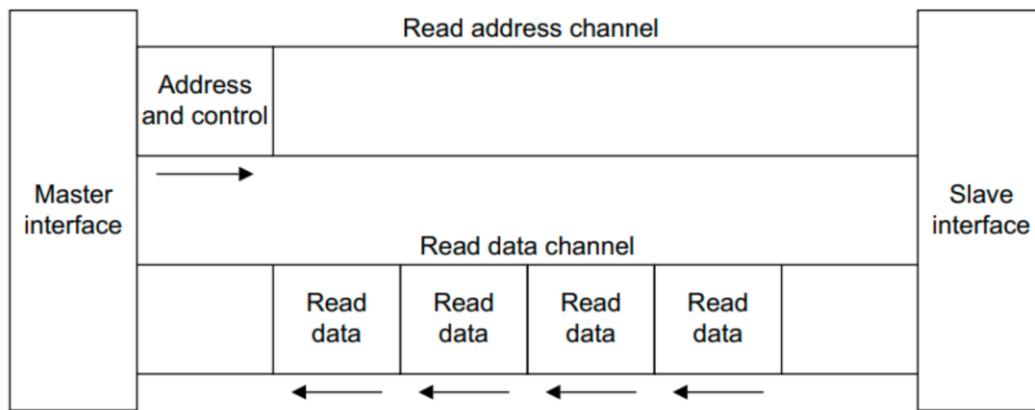 Read address channel
Address
and control
Master
interface
Slave
interface
Read data channel
Read
data
Read
data
Read
data
Read
data